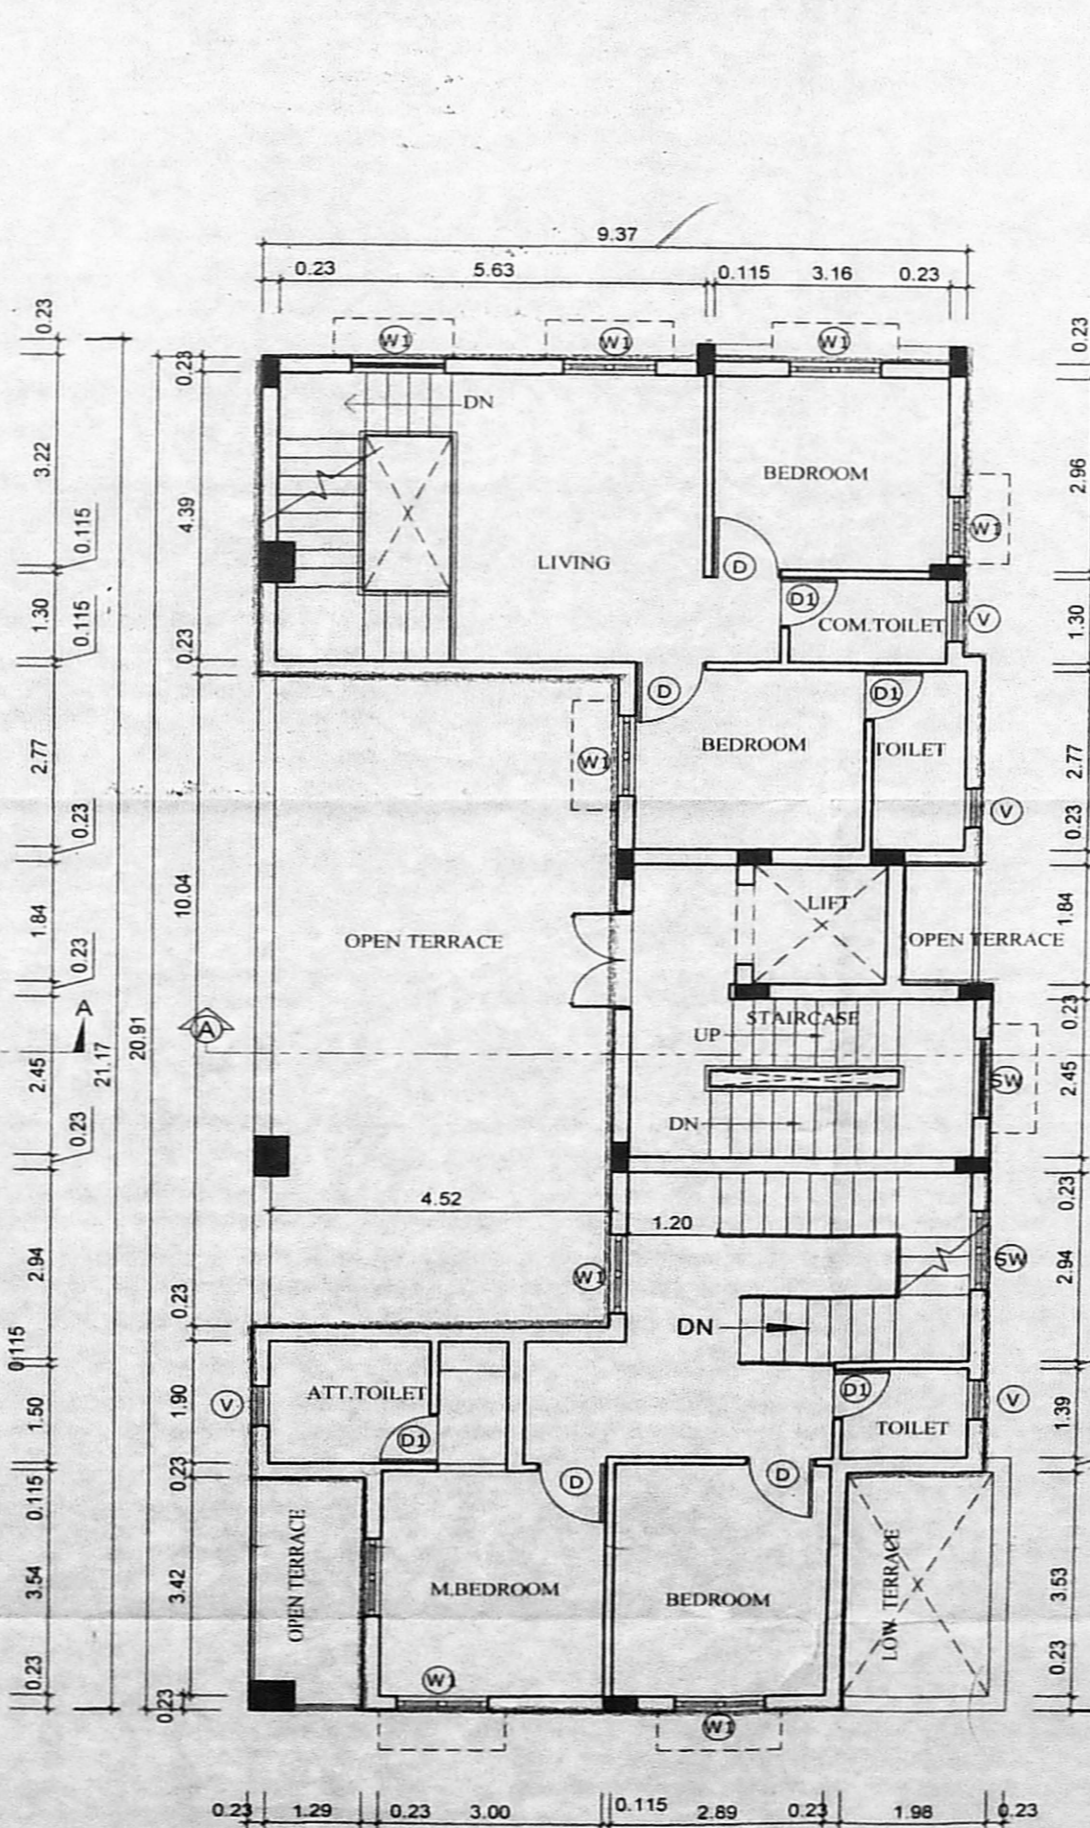 9.37
0.23 5.63 0.115 3.16 0.23
0.23
0.23
W1 W1 W1
0.23
DN
3.22
BEDROOM
2.96
4.39
0.115
W1
LIVING
D
D1
1.30
0.115
COM.TOILET
V
1.30
0.23
D
D1
2.77
W1
BEDROOM
TOILET
2.77
V
0.23
0.23
10.04
LIFT
1.84
1.84
OPEN TERRACE
OPEN TERRACE
0.23
A
A
STAIRCASE
0.23
UP
20.91
21.17
2.45
SW
2.45
DN
0.23
4.52
0.23
1.20
2.94
W1
SW
2.94
0.23
DN
0.115
ATT.TOILET
D1
V
1.90
V
1.50
D1
TOILET
1.39
0.23
D
D
0.115
OPEN TERRACE
LOW TERRACE
3.54
3.42
M.BEDROOM
BEDROOM
3.53
0.23
W1
0.23
0.23
W1
0.23 1.29 0.23 3.00 0.115 2.89 0.23 1.98 0.23